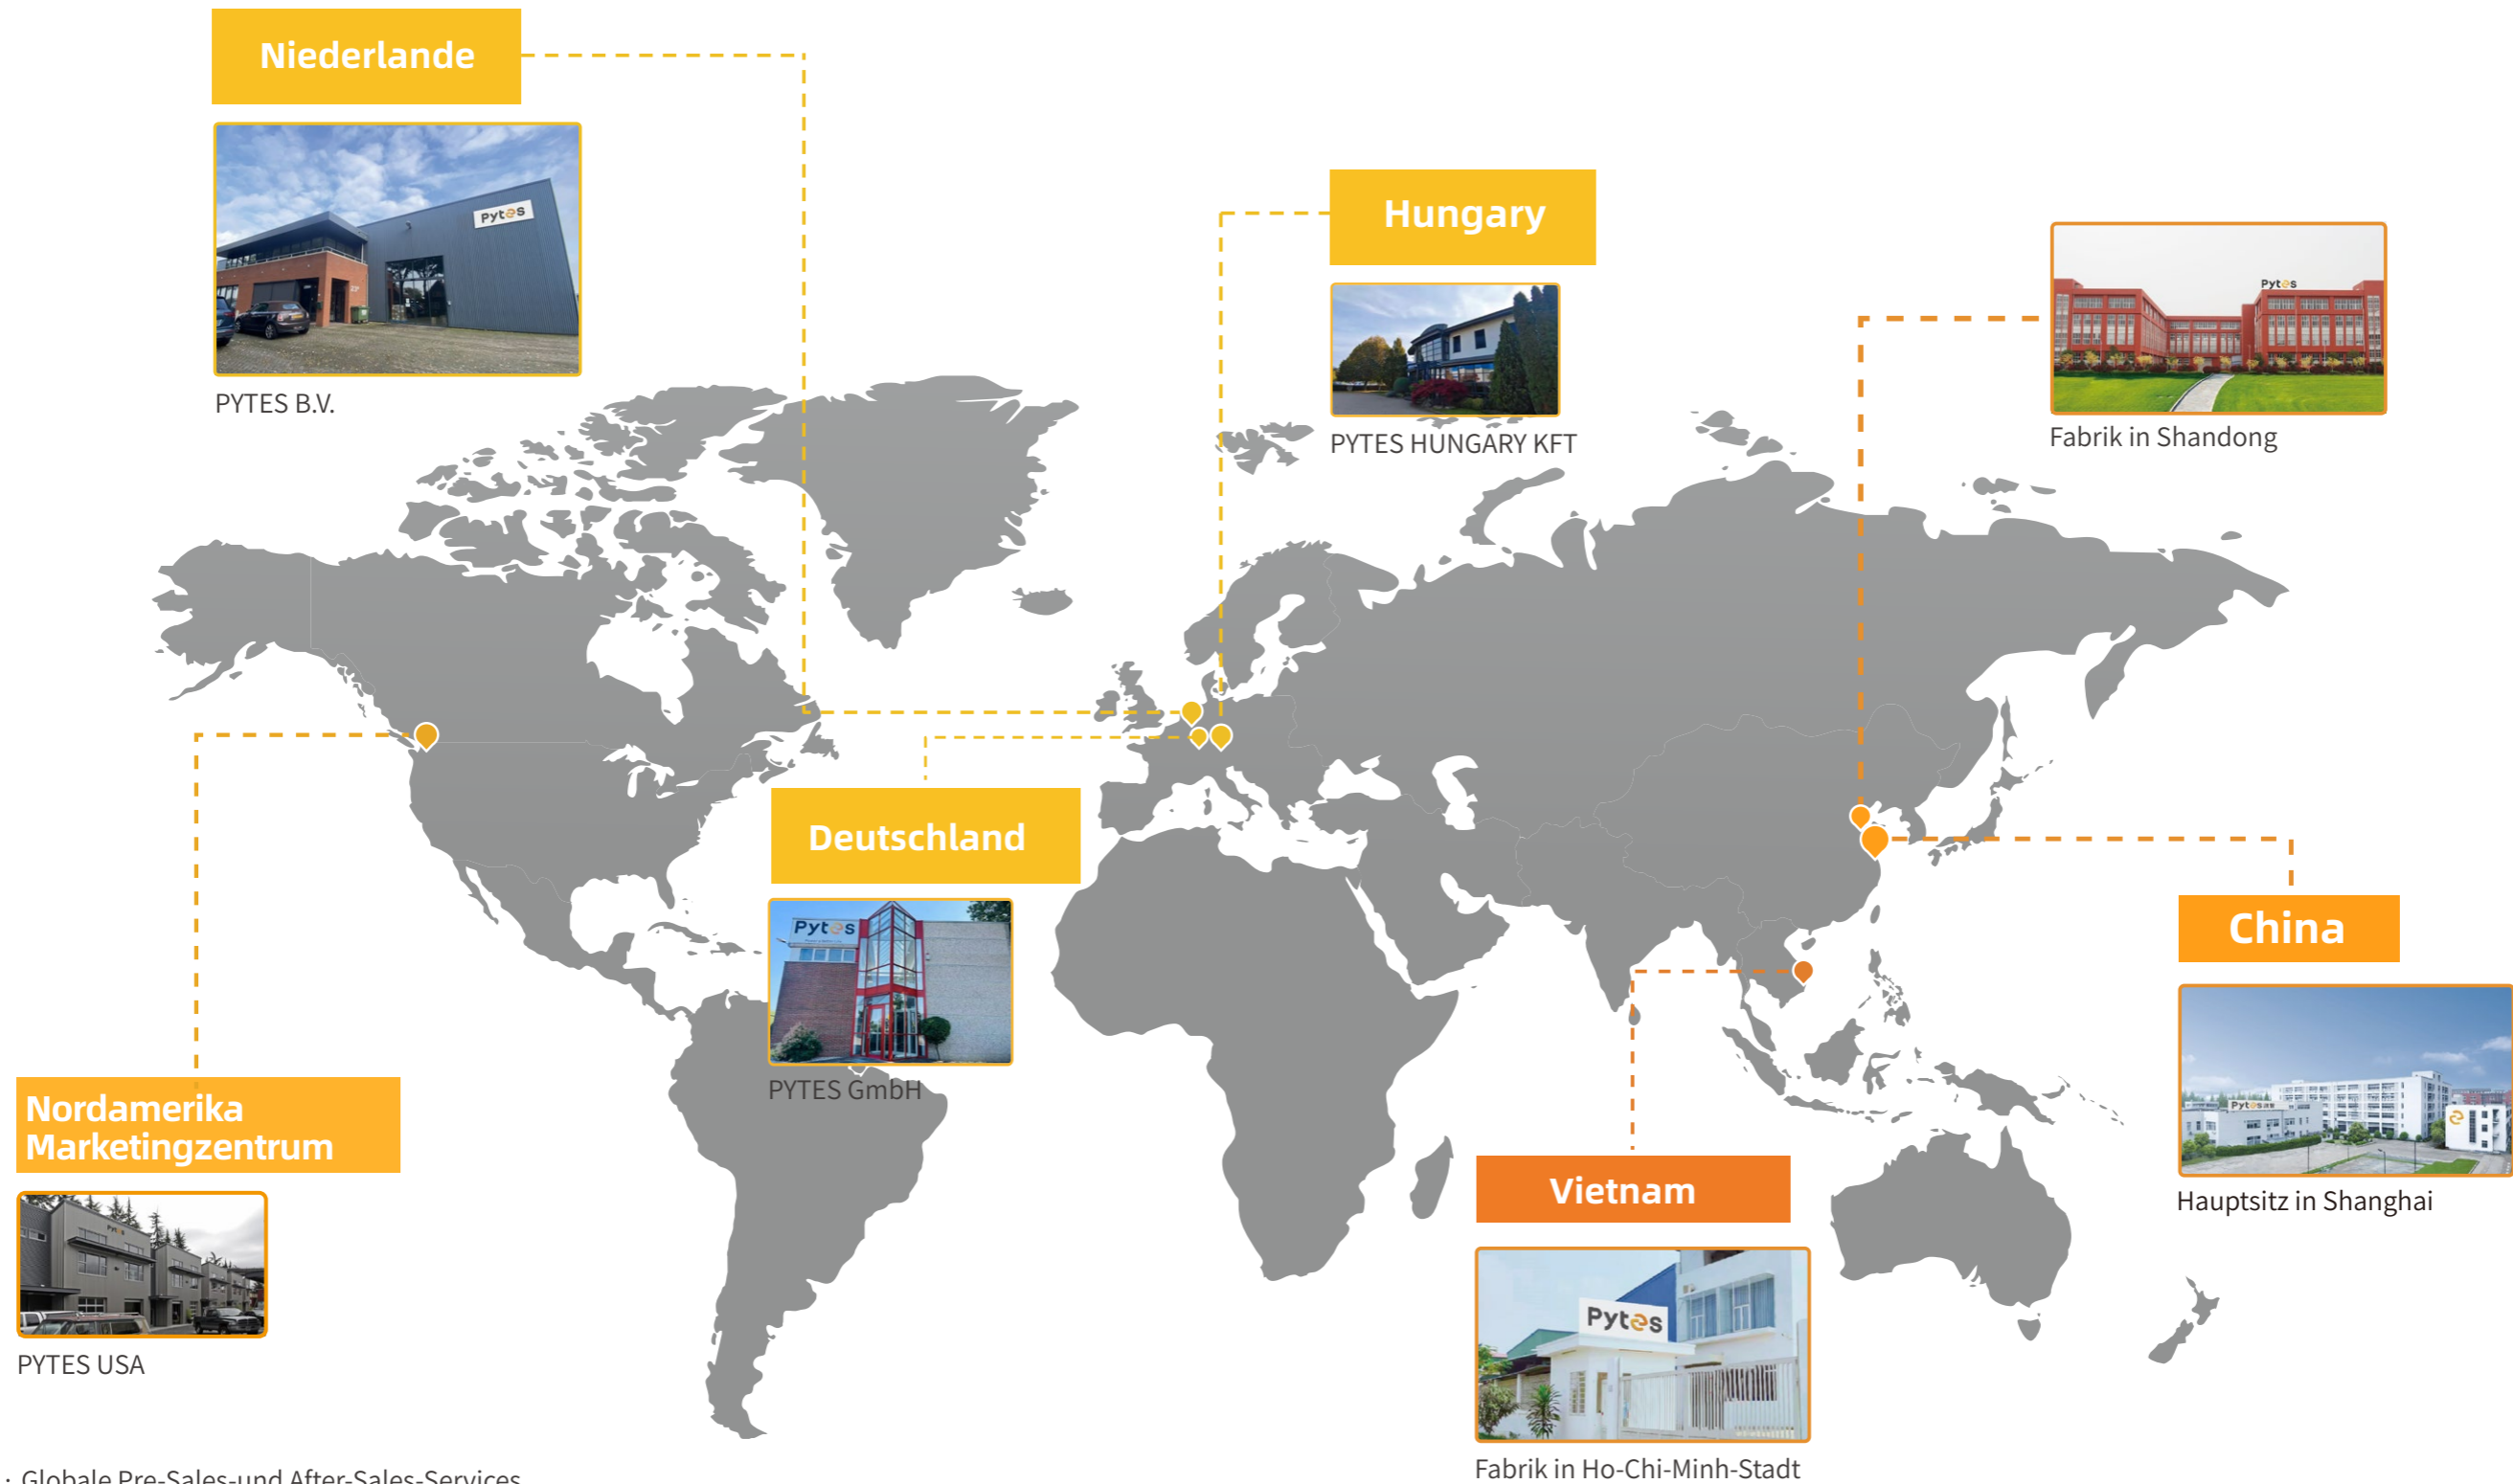 Niederlande
Pytes
PYTES B.V.
Hungary
PYTES HUNGARY KFT
Pytes
Fabrik in Shandong
Deutschland
Pytes
PYTES GmbH
China
Pytes
Hauptsitz in Shanghai
Nordamerika
Marketingzentrum
Pytes
PYTES USA
Vietnam
Pytes
Fabrik in Ho-Chi-Minh-Stadt
· Globale Pre-Sales-und After-Sales-Services